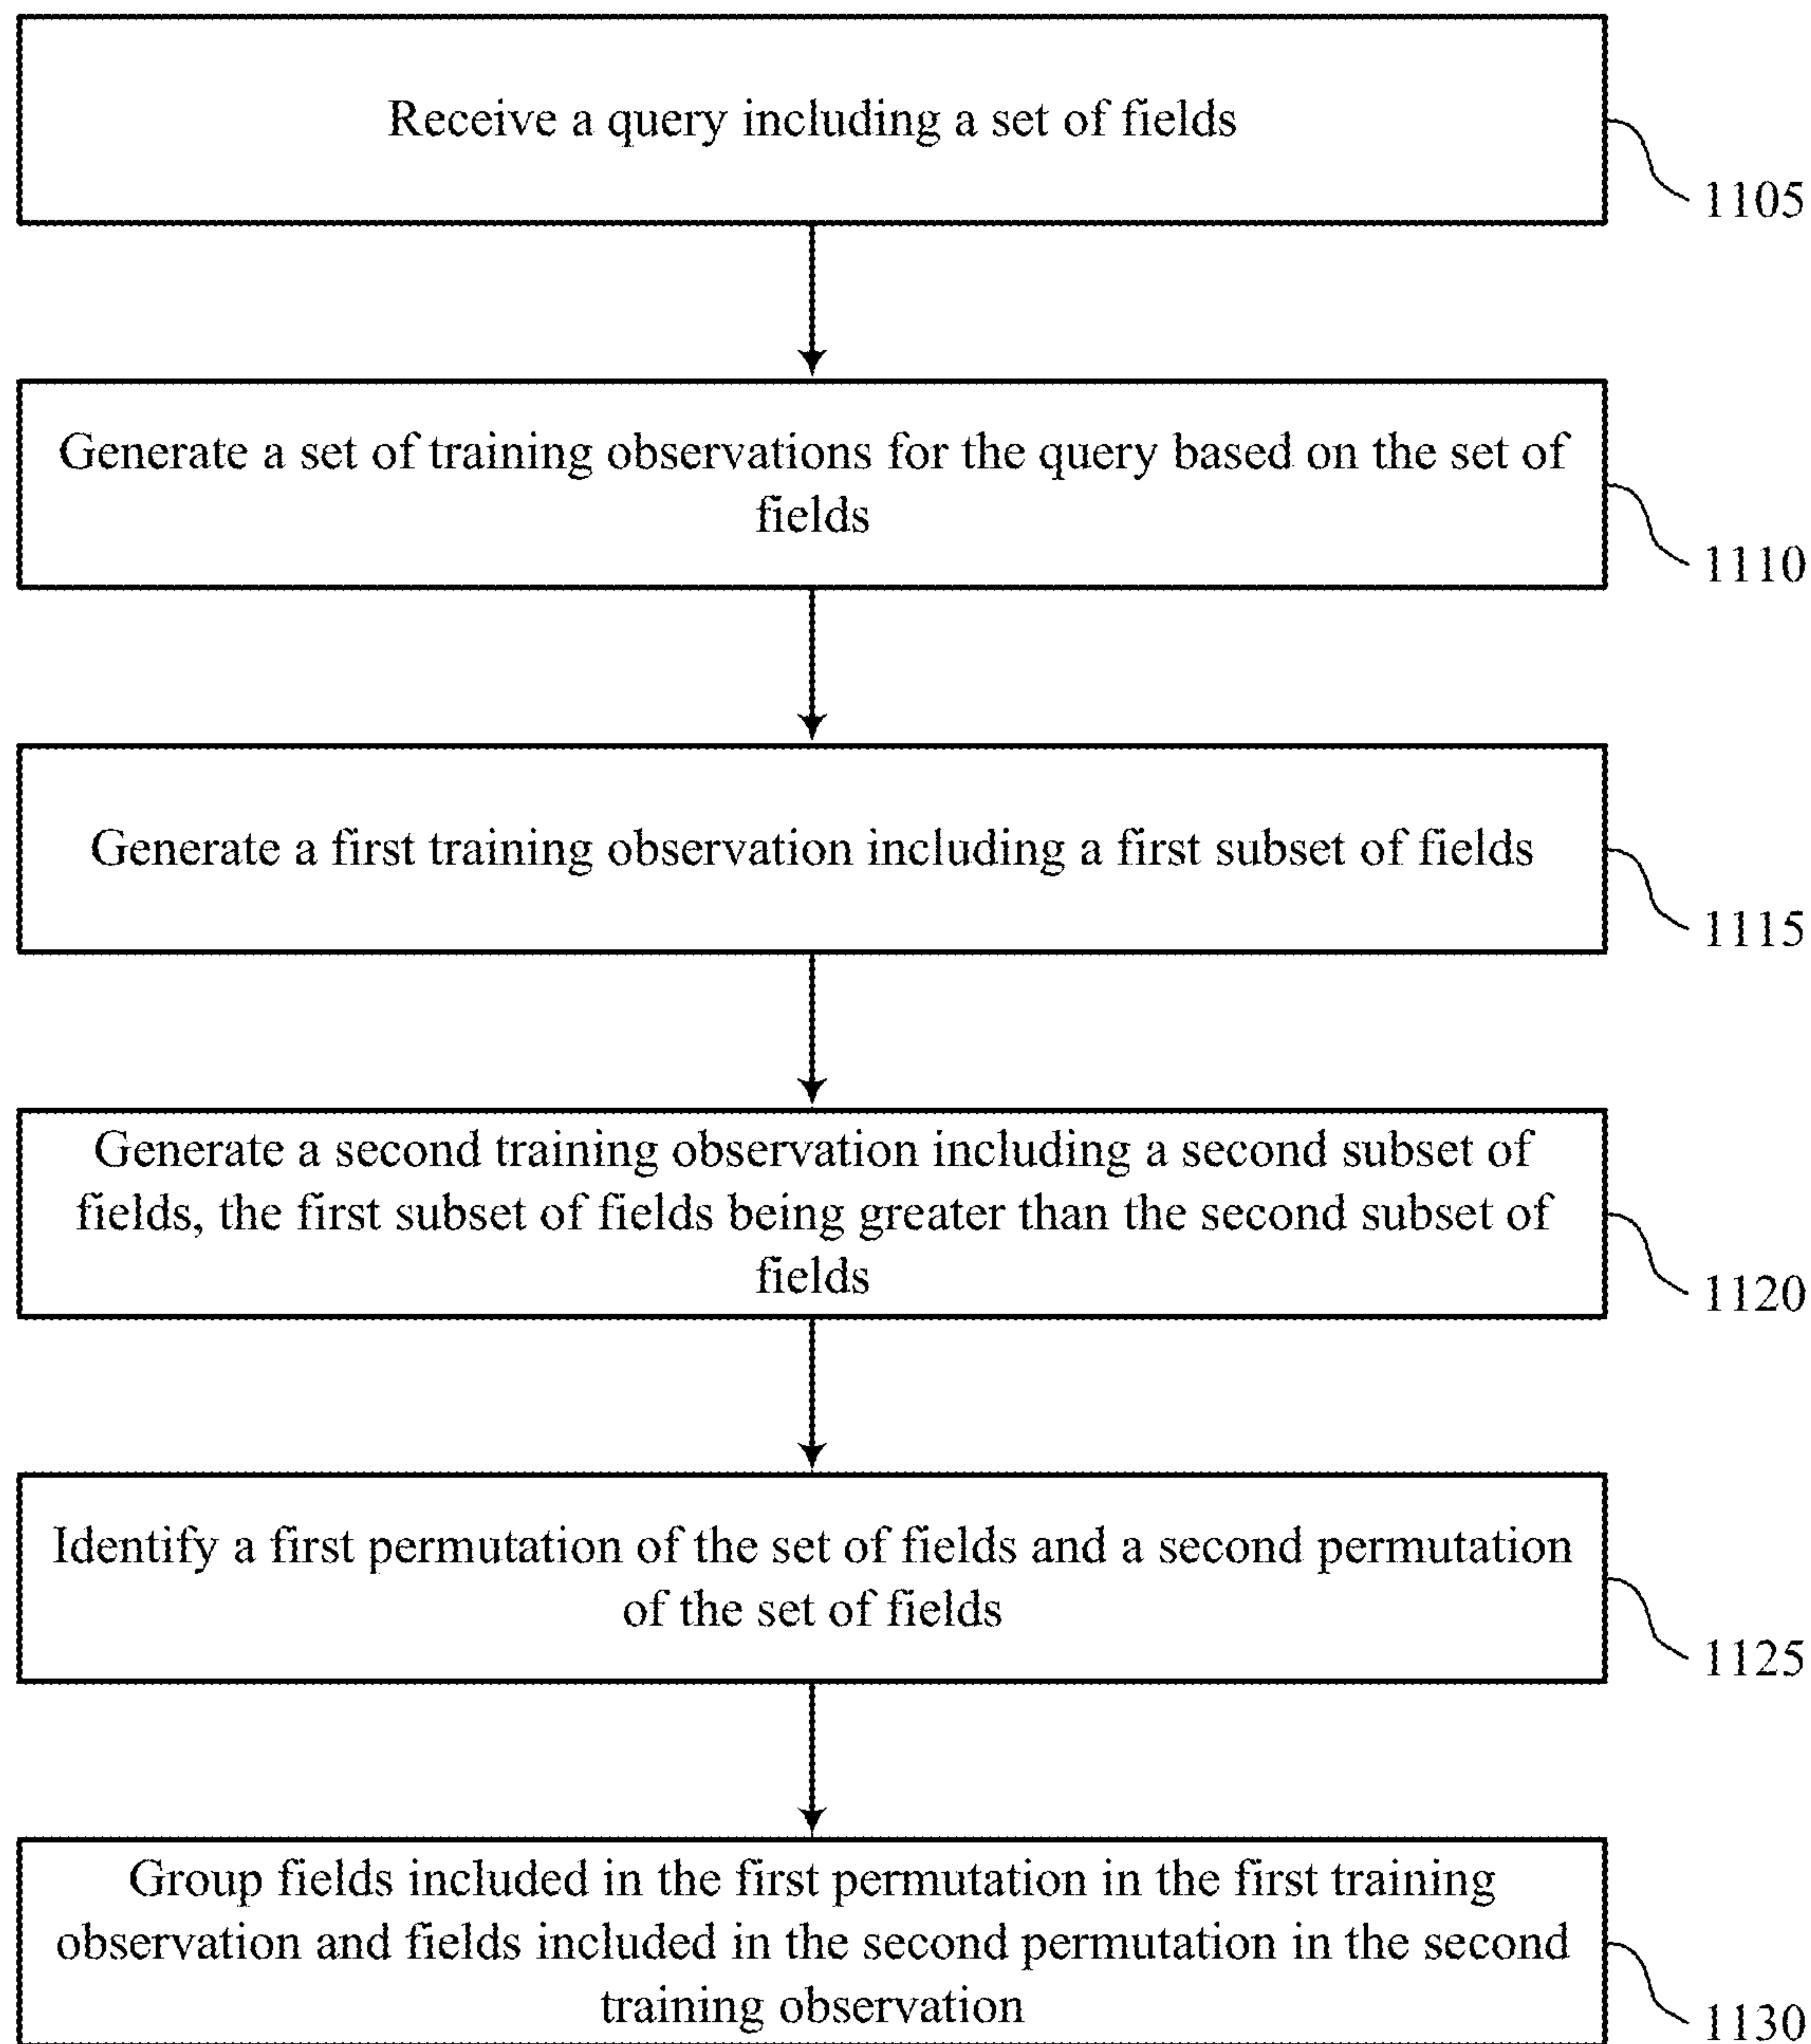 Receive a query including a set of fields
1105
Generate a set of training observations for the query based on the set of
fields
1110
Generate a first training observation including a first subset of fields
1115
Generate a second training observation including a second subset of
fields, the first subset of fields being greater than the second subset of
fields
1120
Identify a first permutation of the set of fields and a second permutation
of the set of fields
1125
Group fields included in the first permutation in the first training
observation and fields included in the second permutation in the second
training observation
1130